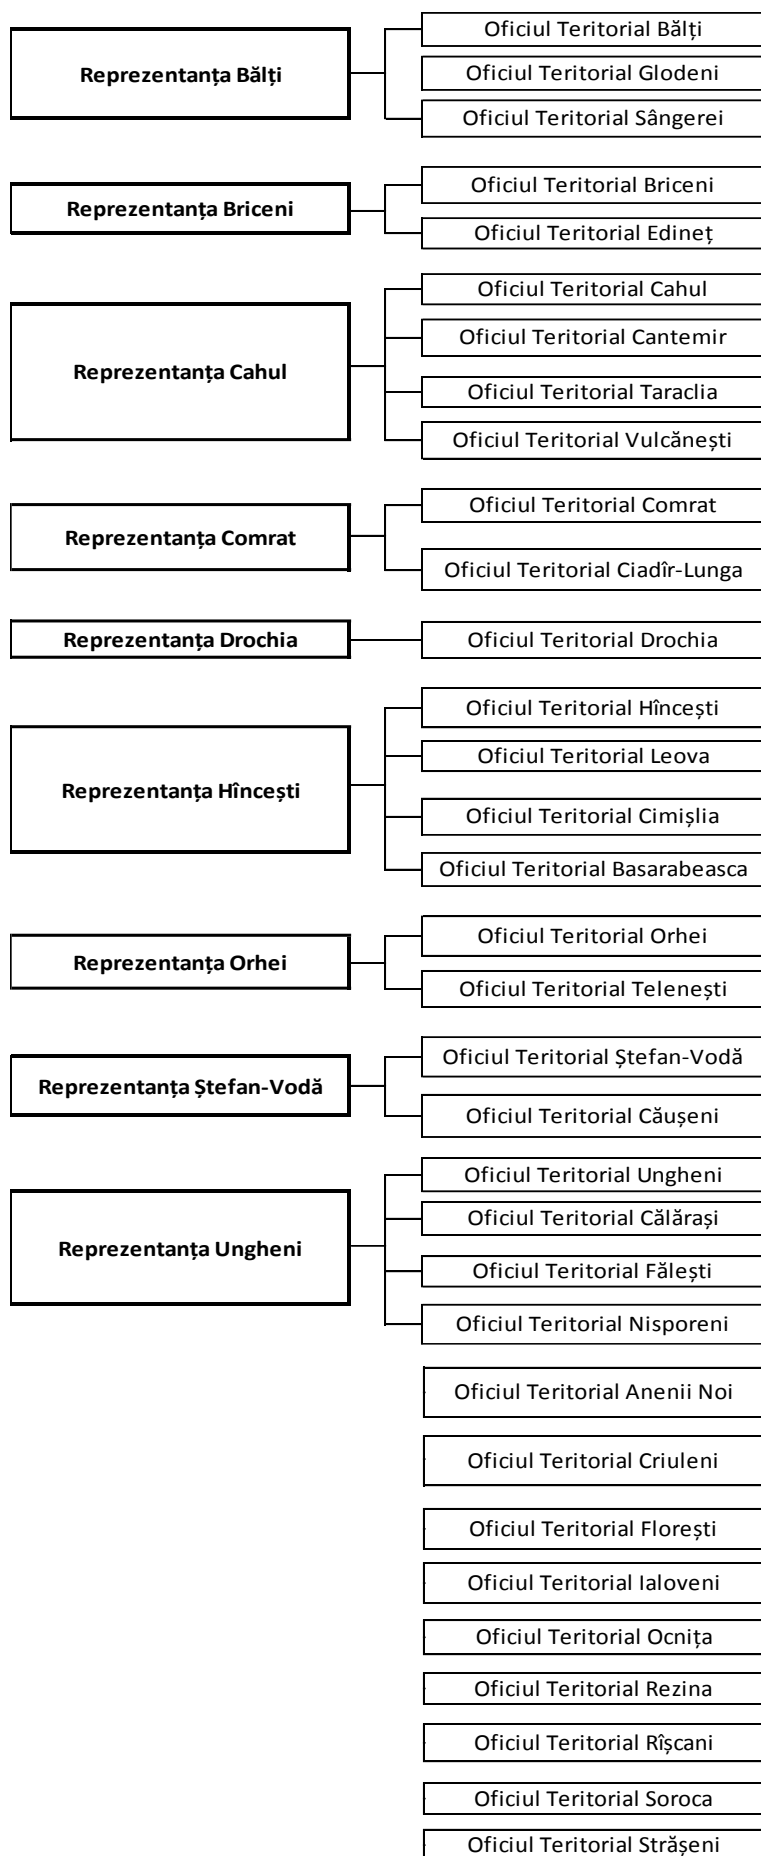 Reprezentanța Bălți
Oficiul Teritorial Bălți
Oficiul Teritorial Glodeni
Oficiul Teritorial Sângerei
Reprezentanța Briceni
Oficiul Teritorial Briceni
Oficiul Teritorial Edineț
Reprezentanța Cahul
Oficiul Teritorial Cahul
Oficiul Teritorial Cantemir
Oficiul Teritorial Taraclia
Oficiul Teritorial Vulcănești
Reprezentanța Comrat
Oficiul Teritorial Comrat
Oficiul Teritorial Ciadîr-Lunga
Reprezentanța Drochia
Oficiul Teritorial Drochia
Reprezentanța Hîncești
Oficiul Teritorial Hîncești
Oficiul Teritorial Leova
Oficiul Teritorial Cimișlia
Oficiul Teritorial Basarabeasca
Reprezentanța Orhei
Oficiul Teritorial Orhei
Oficiul Teritorial Telenești
Reprezentanța Ștefan-Vodă
Oficiul Teritorial Ștefan-Vodă
Oficiul Teritorial Căușeni
Reprezentanța Ungheni
Oficiul Teritorial Ungheni
Oficiul Teritorial Călărași
Oficiul Teritorial Fălești
Oficiul Teritorial Nisporeni
Oficiul Teritorial Anenii Noi
Oficiul Teritorial Criuleni
Oficiul Teritorial Florești
Oficiul Teritorial Ialoveni
Oficiul Teritorial Ocnița
Oficiul Teritorial Rezina
Oficiul Teritorial Rîșcani
Oficiul Teritorial Soroca
Oficiul Teritorial Strășeni